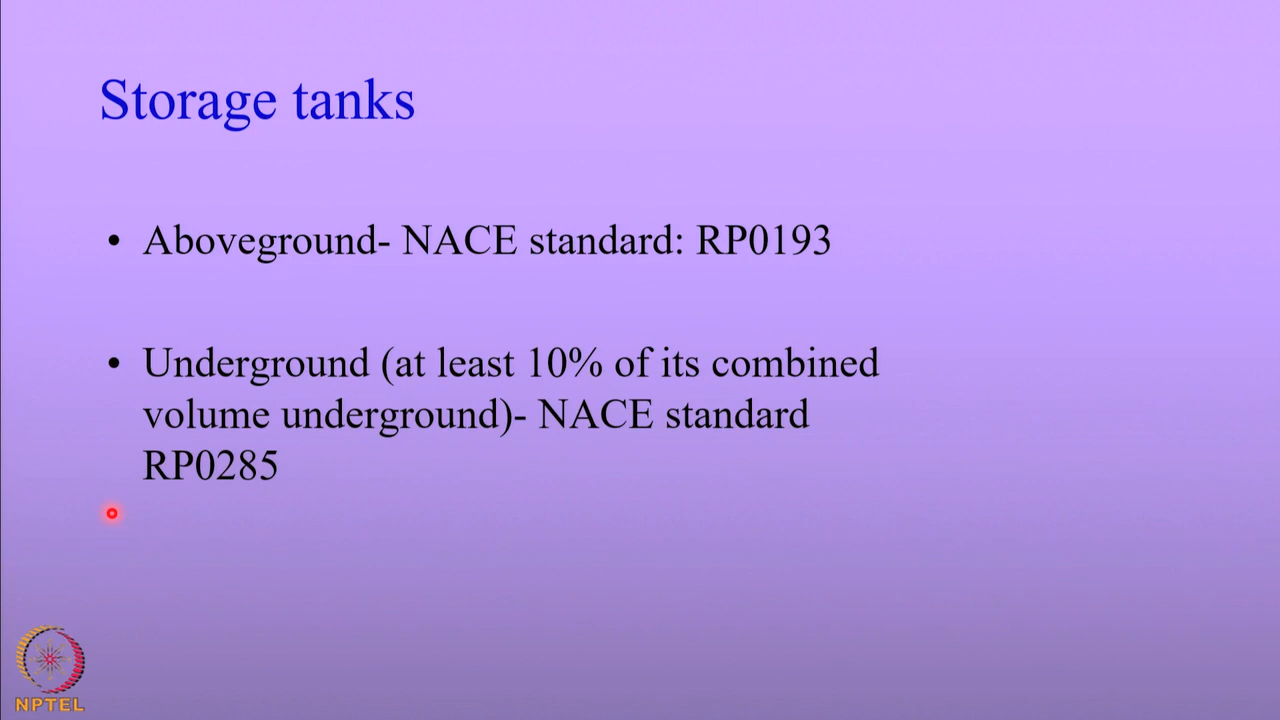 Storage tanks
• Aboveground- NACE standard: RP0193
• Underground (at least 10% of its combined
volume underground)- NACE standard
RP0285
NPTEL